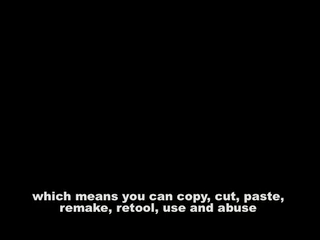 which means you can copy, cut, paste,
remake, retool, use and abuse